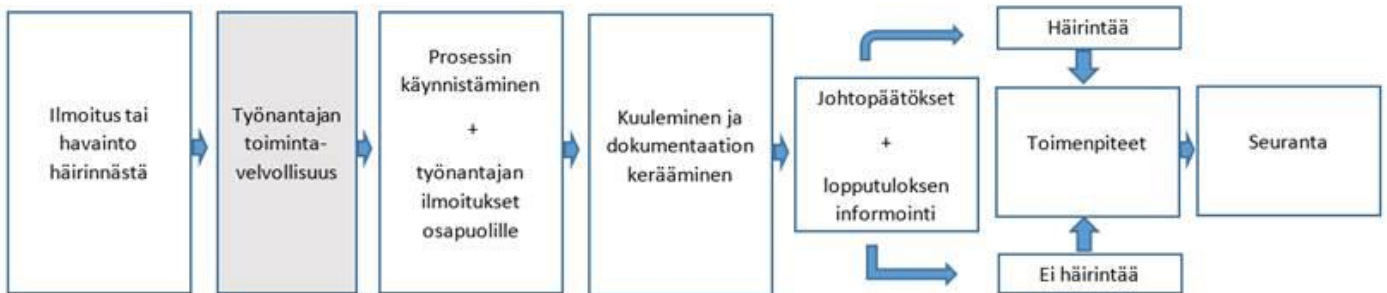 Ilmoitus tai
havainto
häirinnästä
Työnantajan
toiminta-
velvollisuus
Prosessin
käynnistäminen
+
työnantajan
ilmoitukset
osapuolille
Kuuleminen ja
dokumentaation
kerääminen
Johtopäätökset
+
lopputuloksen
informointi
Häirintää
Toimenpiteet
Ei häirintää
Seuranta